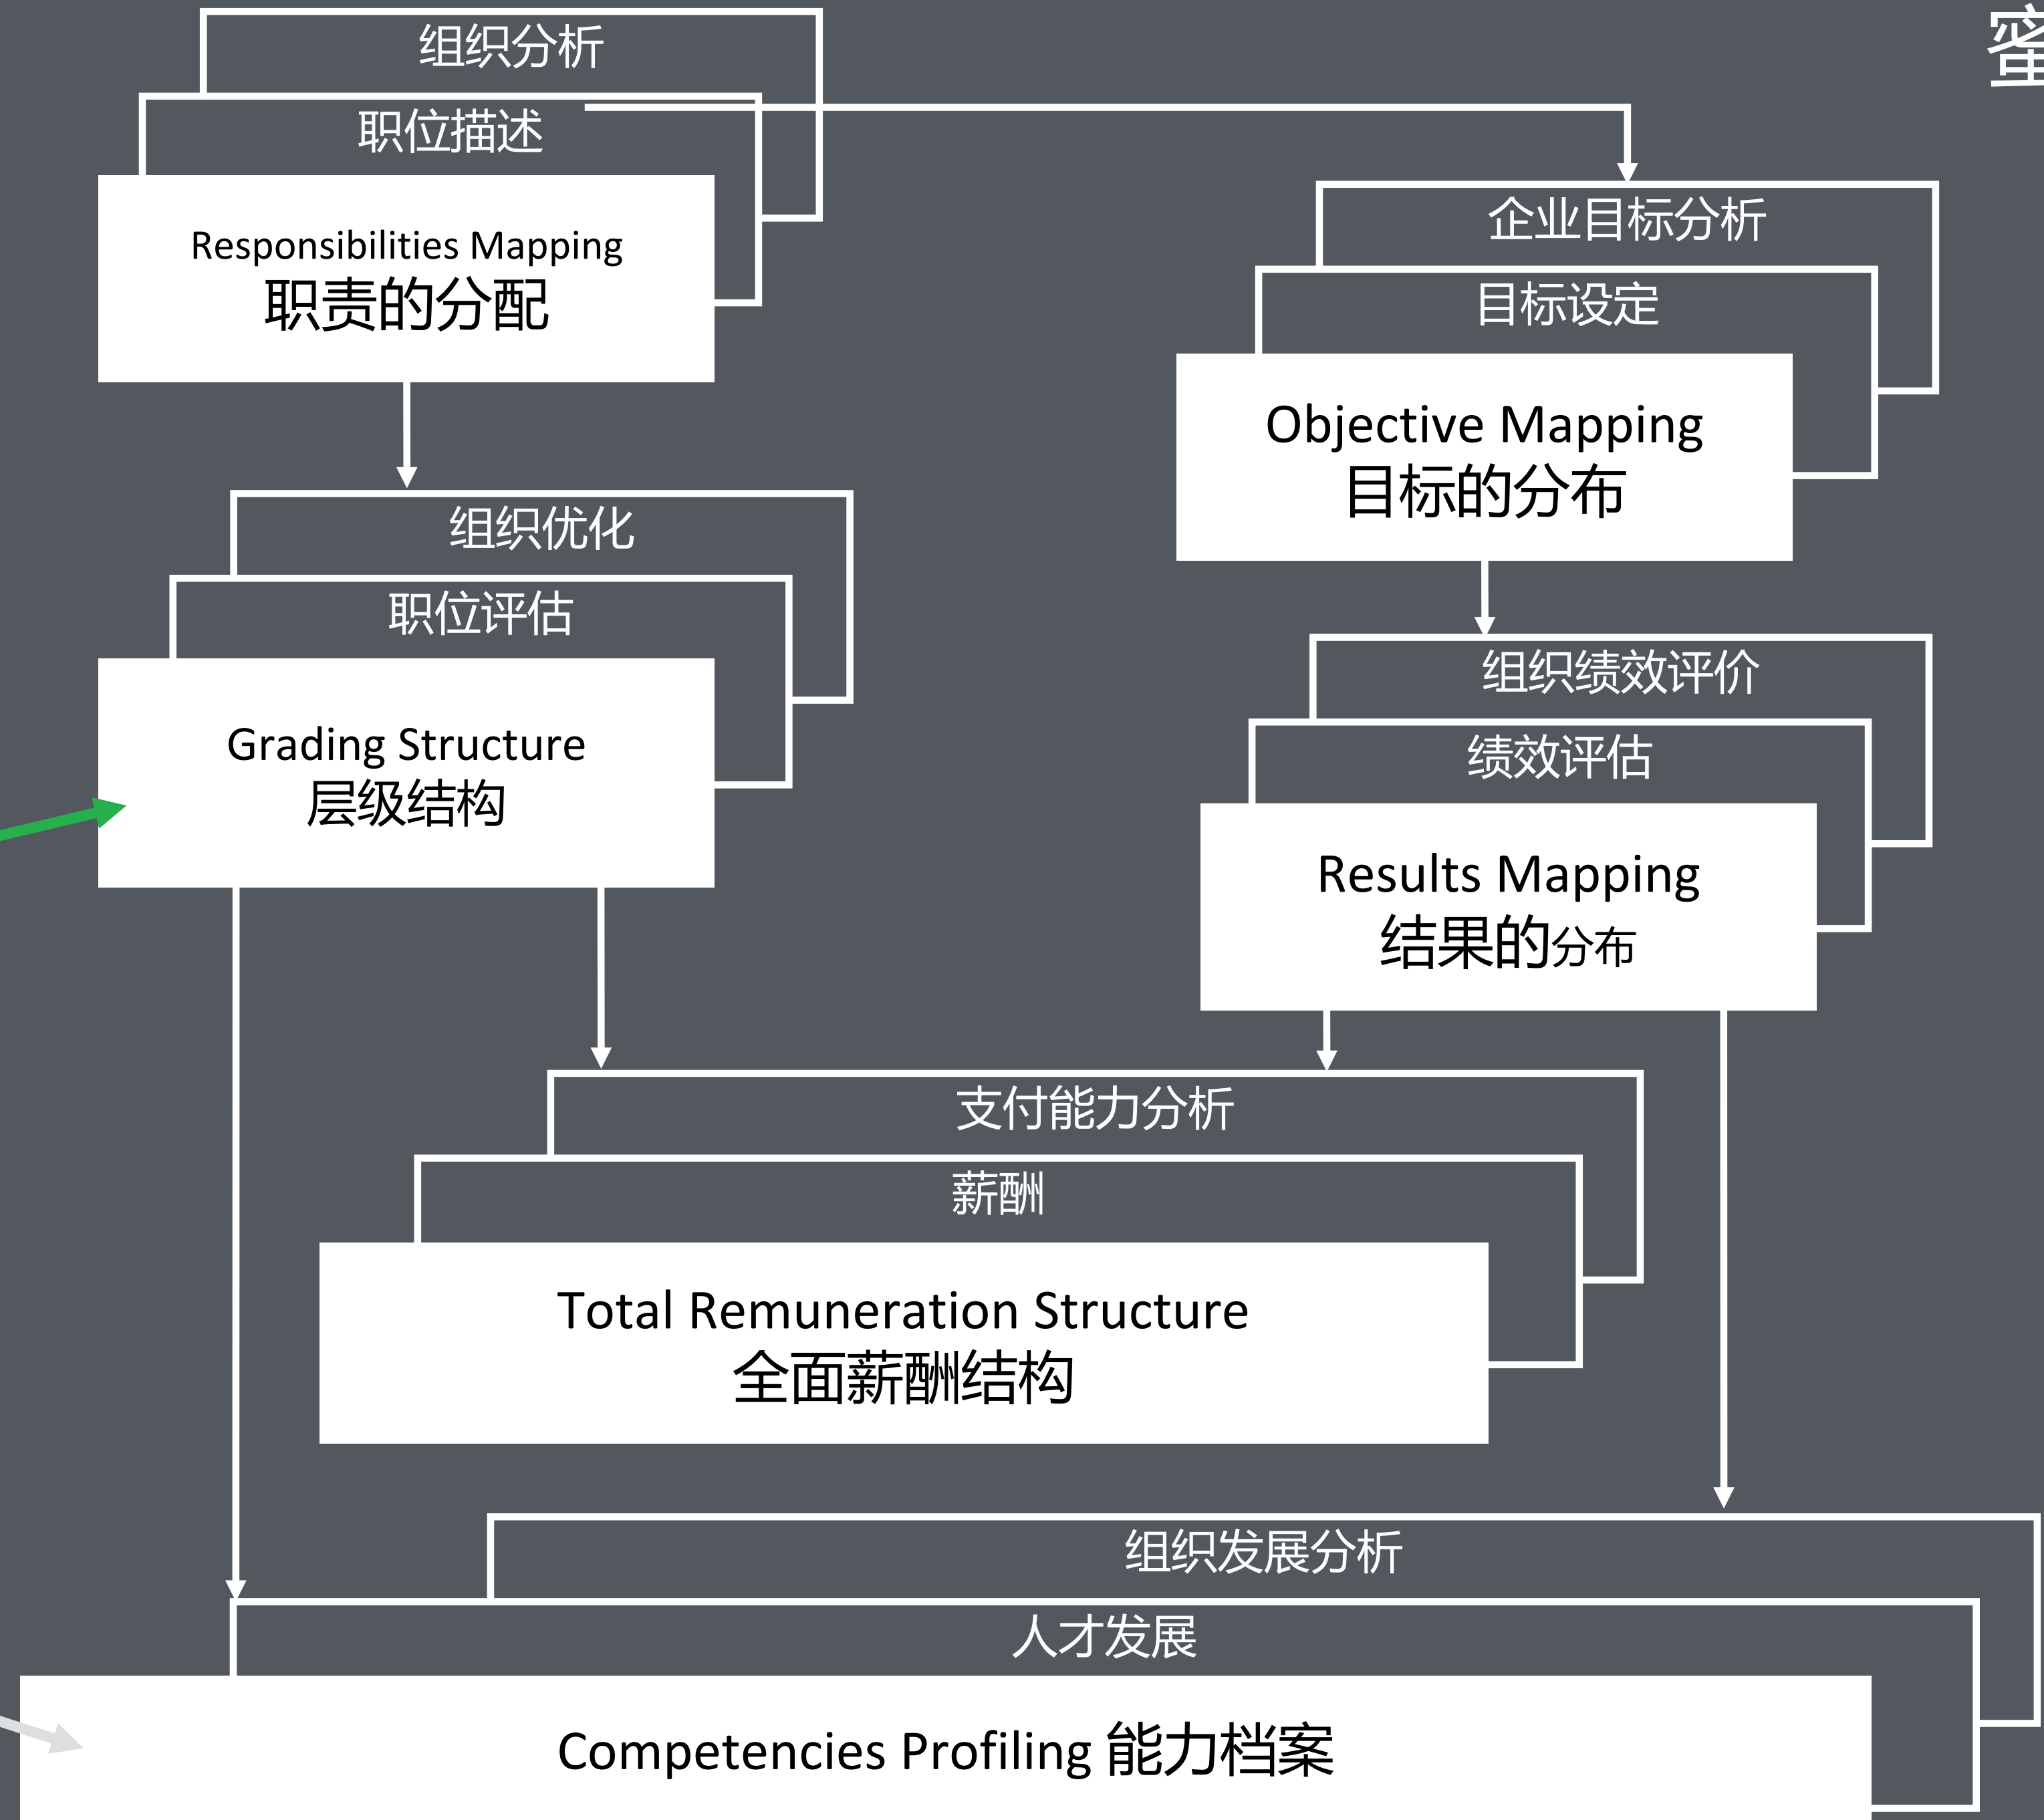 组织分析
职位描述
Responsibilities Mapping
职责的分配
企业目标分析
目标设定
Objective Mapping
目标的分布
组织优化
职位评估
Grading Structure
层级结构
组织绩效评价
绩效评估
Results Mapping
结果的分布
支付能力分析
薪酬
Total Remuneration Structure
全面薪酬结构
组织发展分析
人才发展
Competencies Profiling 能力档案